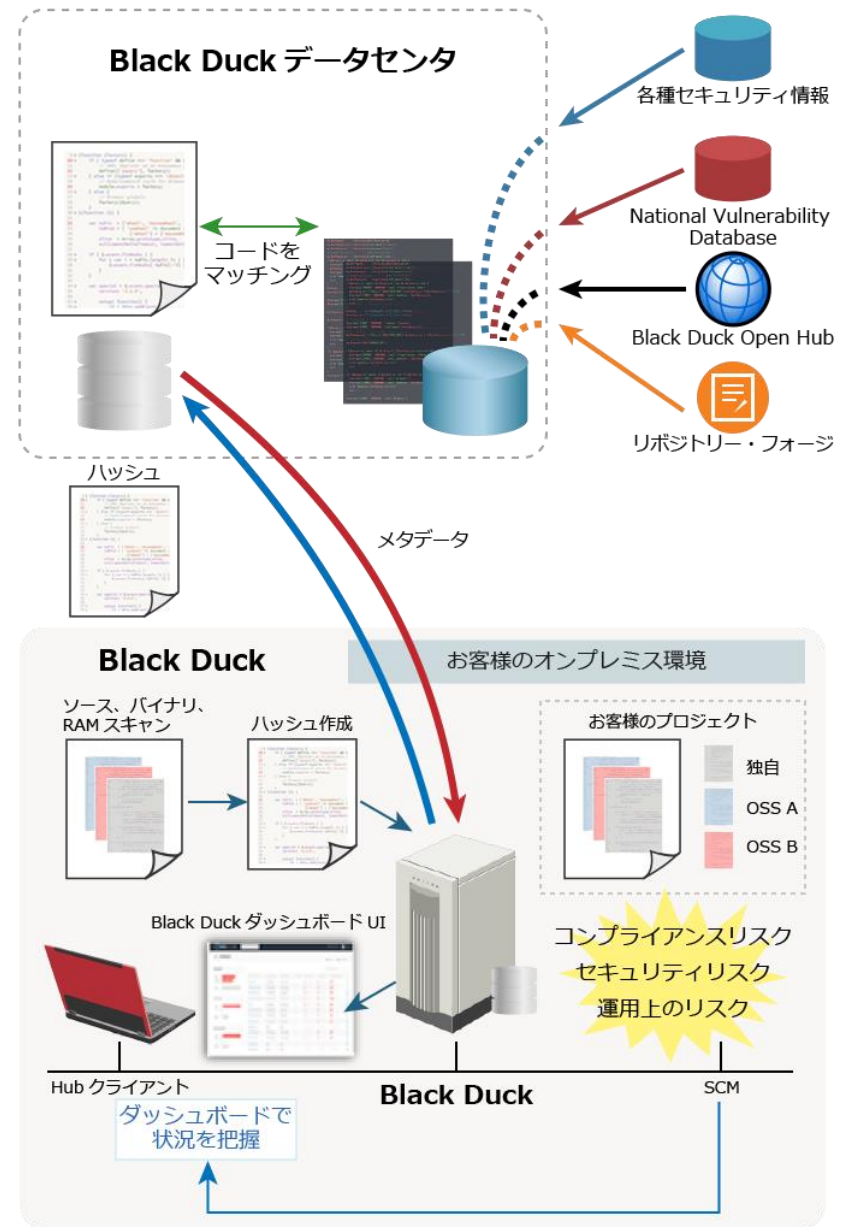 Black Duck データセンタ
各種セキュリティ情報
National Vulnerability
Database
Black Duck Open Hub
リポジトリー・フォージ
コードを
マッチング
ハッシュ
メタデータ
Black Duck
お客様のオンプレミス環境
ソース、バイナリ、
RAM スキャン
ハッシュ作成
お客様のプロジェクト
独自
OSS A
OSS B
Black Duck ダッシュボード UI
コンプライアンスリスク
セキュリティリスク
運用上のリスク
Hub クライアント
Black Duck
SCM
ダッシュボードで
状況を把握